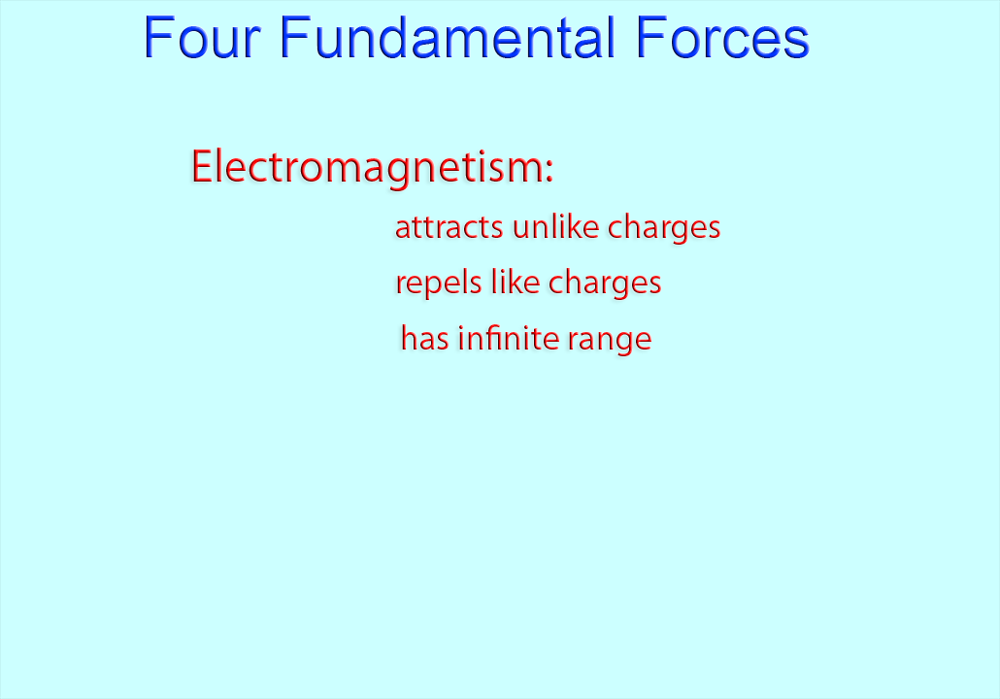 Four Fundamental Forces
Electromagnetism:
attracts unlike charges
repels like charges
has infinite range